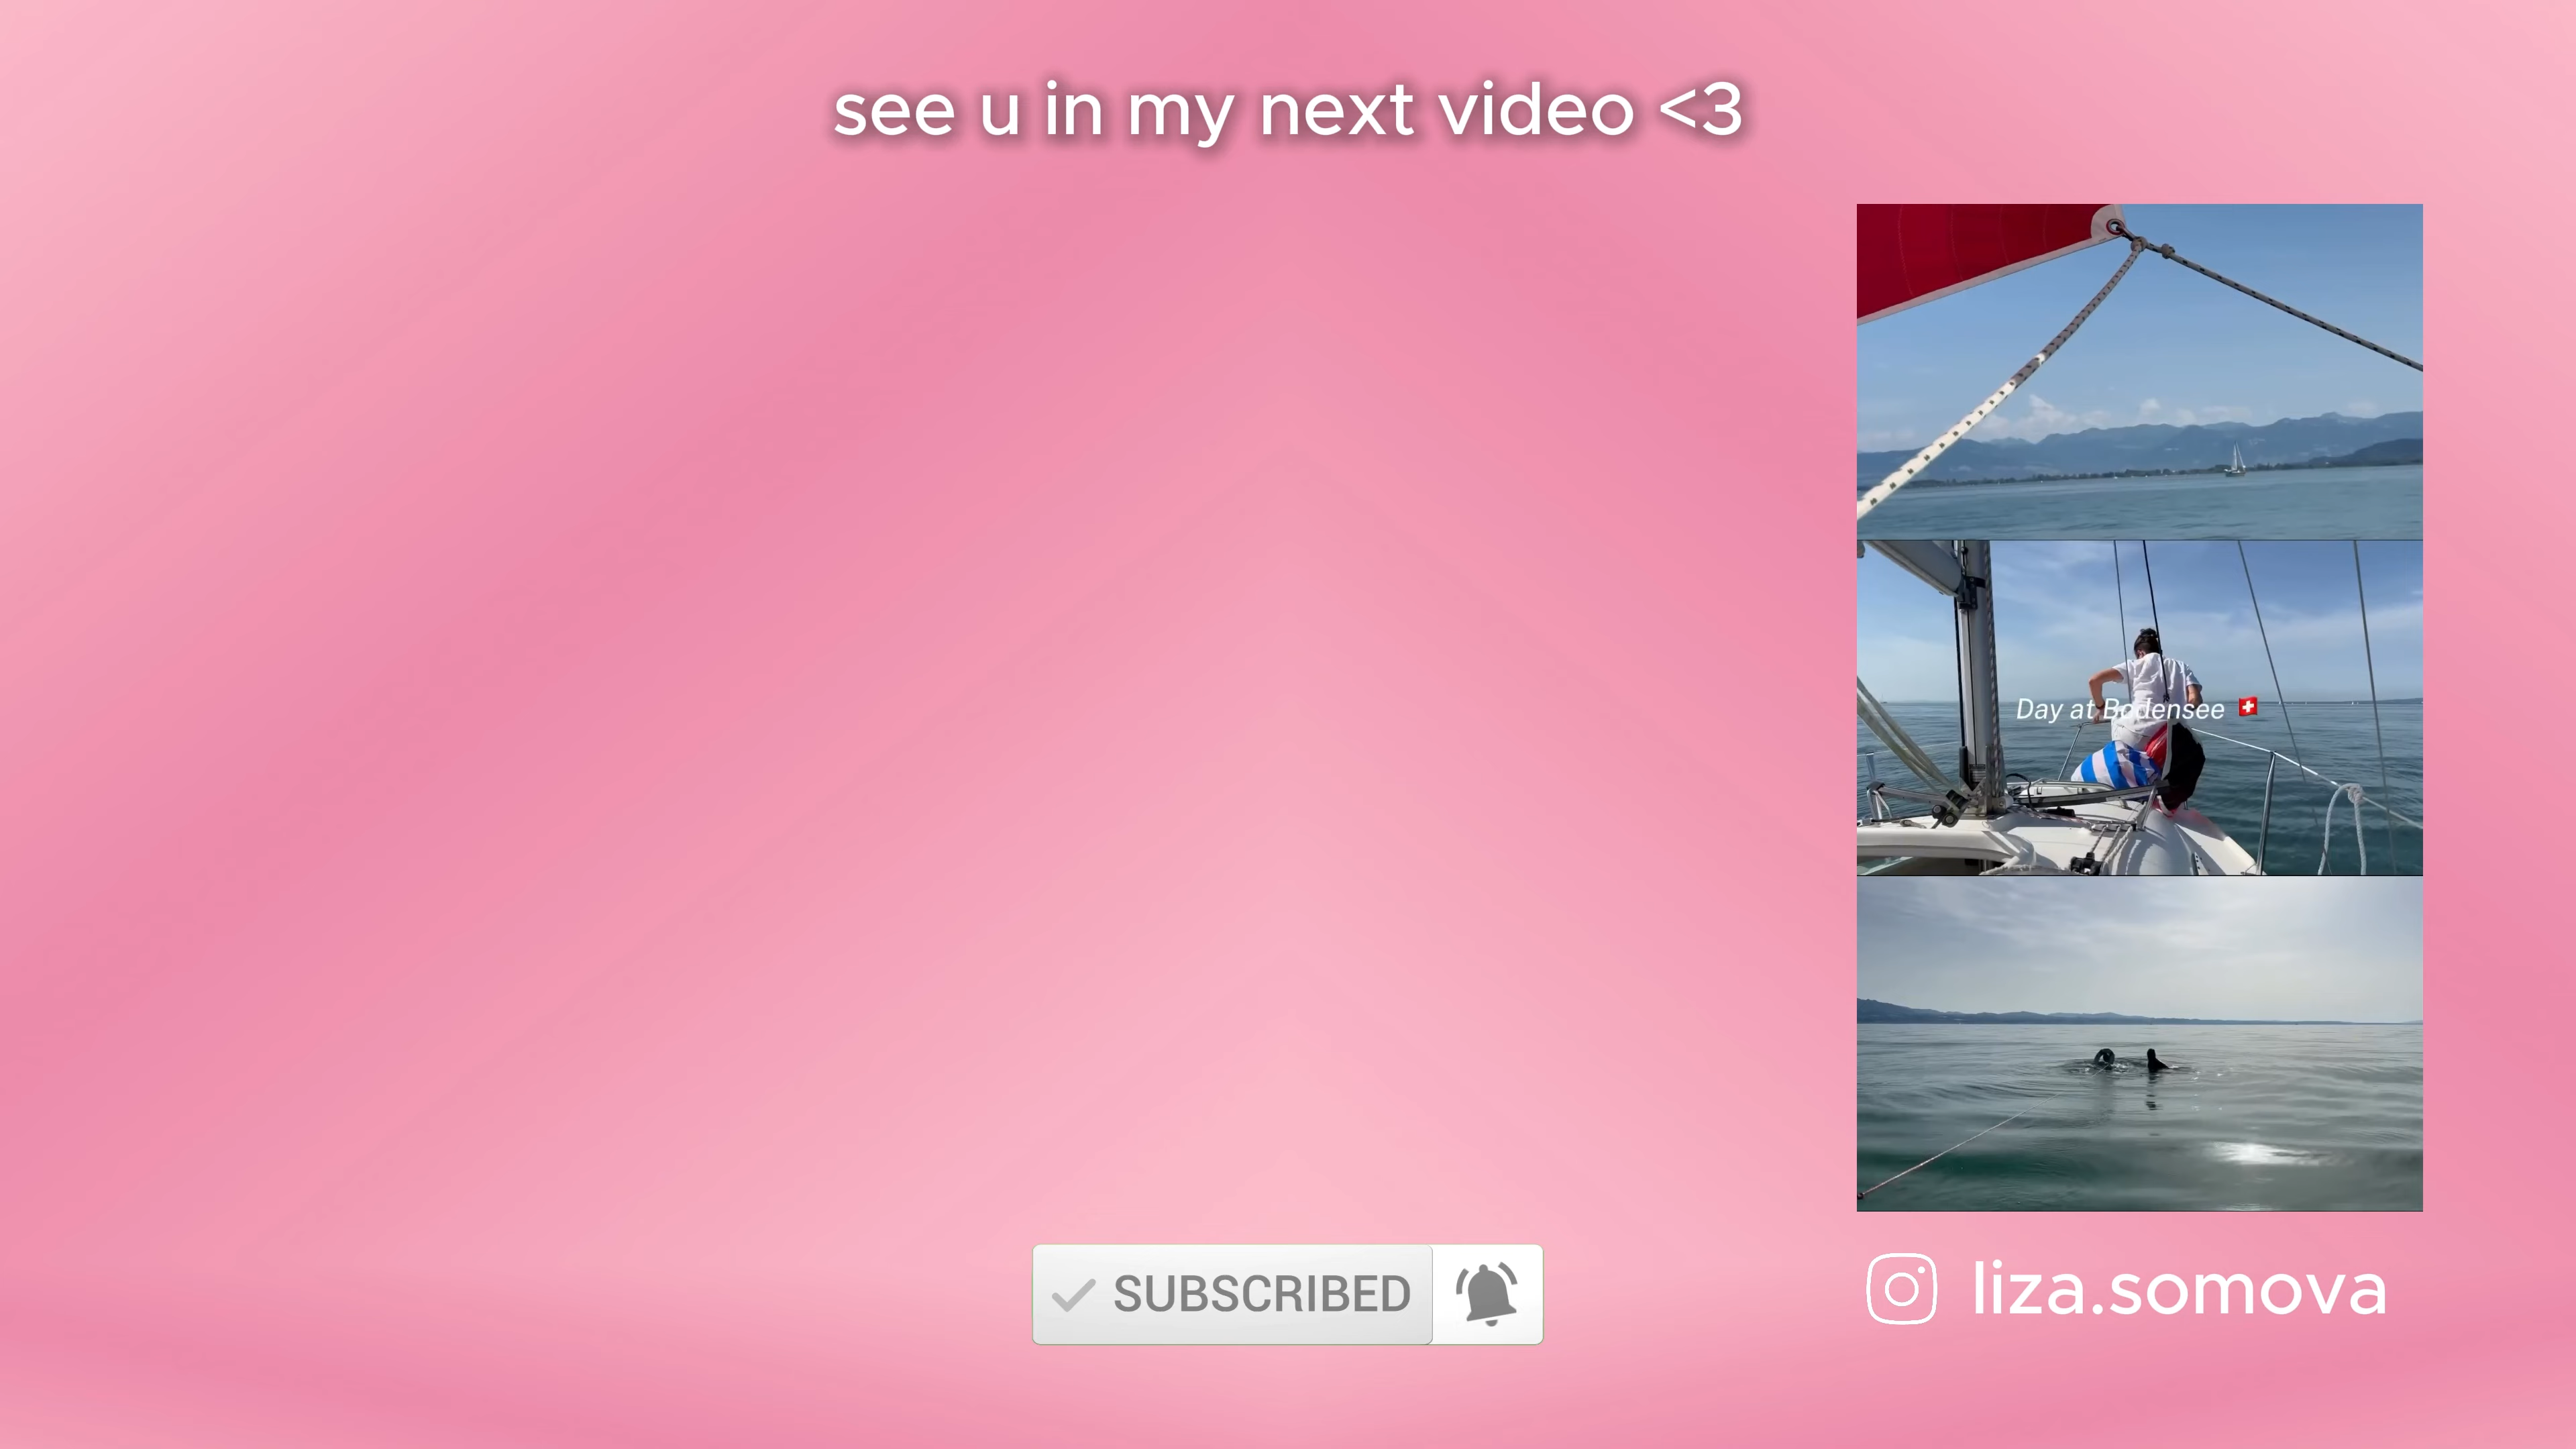 see u in my next video <3
Day at Bodensee 🇨🇭
SUBSCRIBED
liza.somova